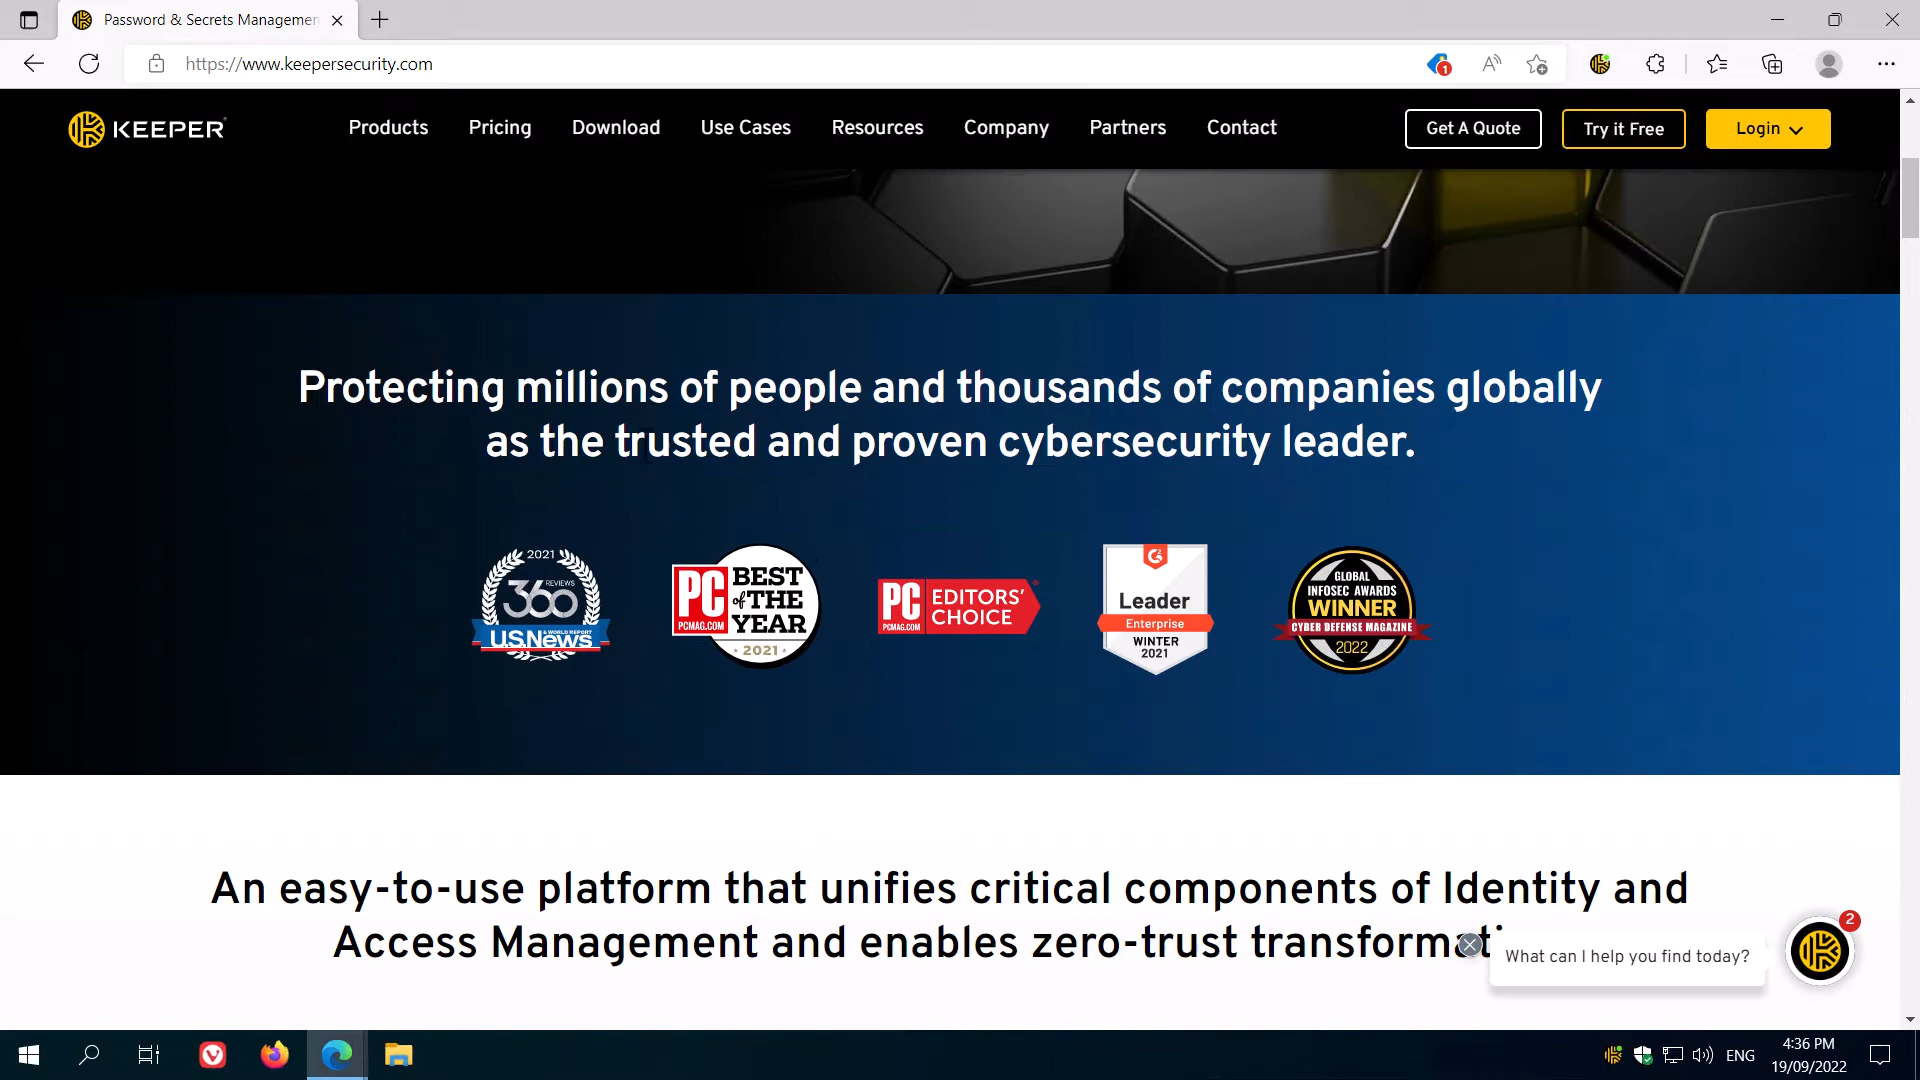 Password & Secrets Managemen
https://www.keepersecurity.com
1
KEEPER
Products
Pricing
Download
Use Cases
Resources
Company
Partners
Contact
Get A Quote
Try it Free
Login
Protecting millions of people and thousands of companies globally
as the trusted and proven cybersecurity leader.
2021
360
REVIEWS
U.S.News
& WORLD REPORT
PC
PCMAG.COM
BEST
of THE
YEAR
2021
PC
PCMAG.COM
EDITORS'
CHOICE
G2
Leader
Enterprise
WINTER
2021
GLOBAL
INFOSEC AWARDS
WINNER
CYBER DEFENSE MAGAZINE
2022
An easy-to-use platform that unifies critical components of Identity and
Access Management and enables zero-trust transformati
What can I help you find today?
2
ENG
4:36 PM
19/09/2022